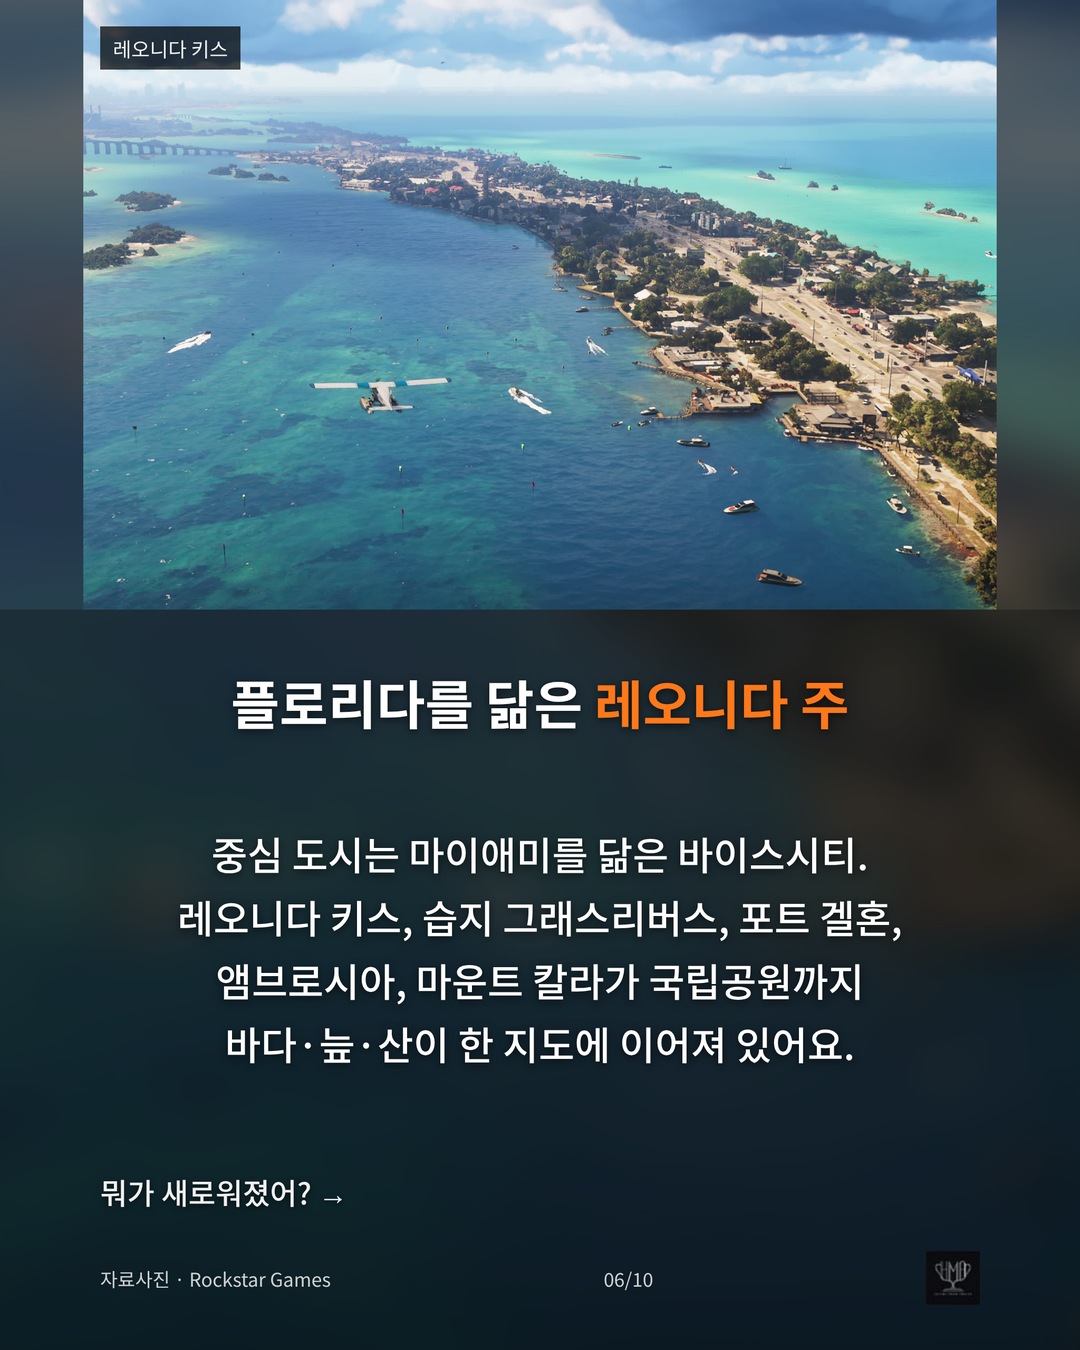 레오니다 키스
플로리다를 닮은 레오니다 주
중심 도시는 마이애미를 닮은 바이스시티.
레오니다 키스, 습지 그래스리버스, 포트 겔혼,
앰브로시아, 마운트 칼라가 국립공원까지
바다·늪·산이 한 지도에 이어져 있어요.
뭐가 새로워졌어? →
자료사진 · Rockstar Games
06/10